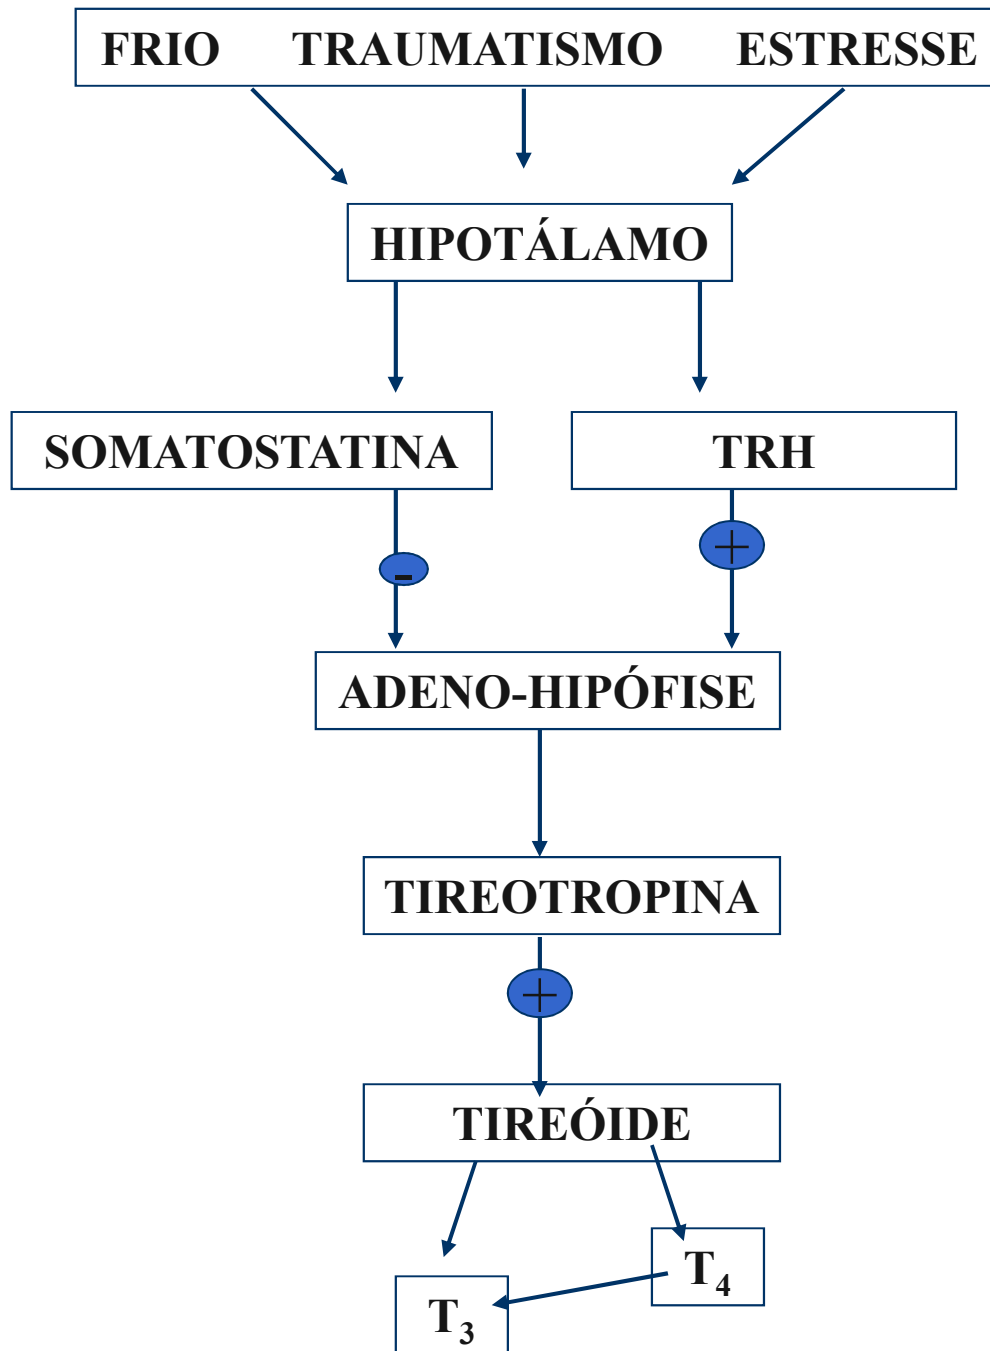 FRIO TRAUMATISMO ESTRESSE
HIPOTÁLAMO
SOMATOSTATINA TRH
- +
ADENO-HIPÓFISE
TIREOTROPINA
+
TIREÓIDE
T₄
T₃